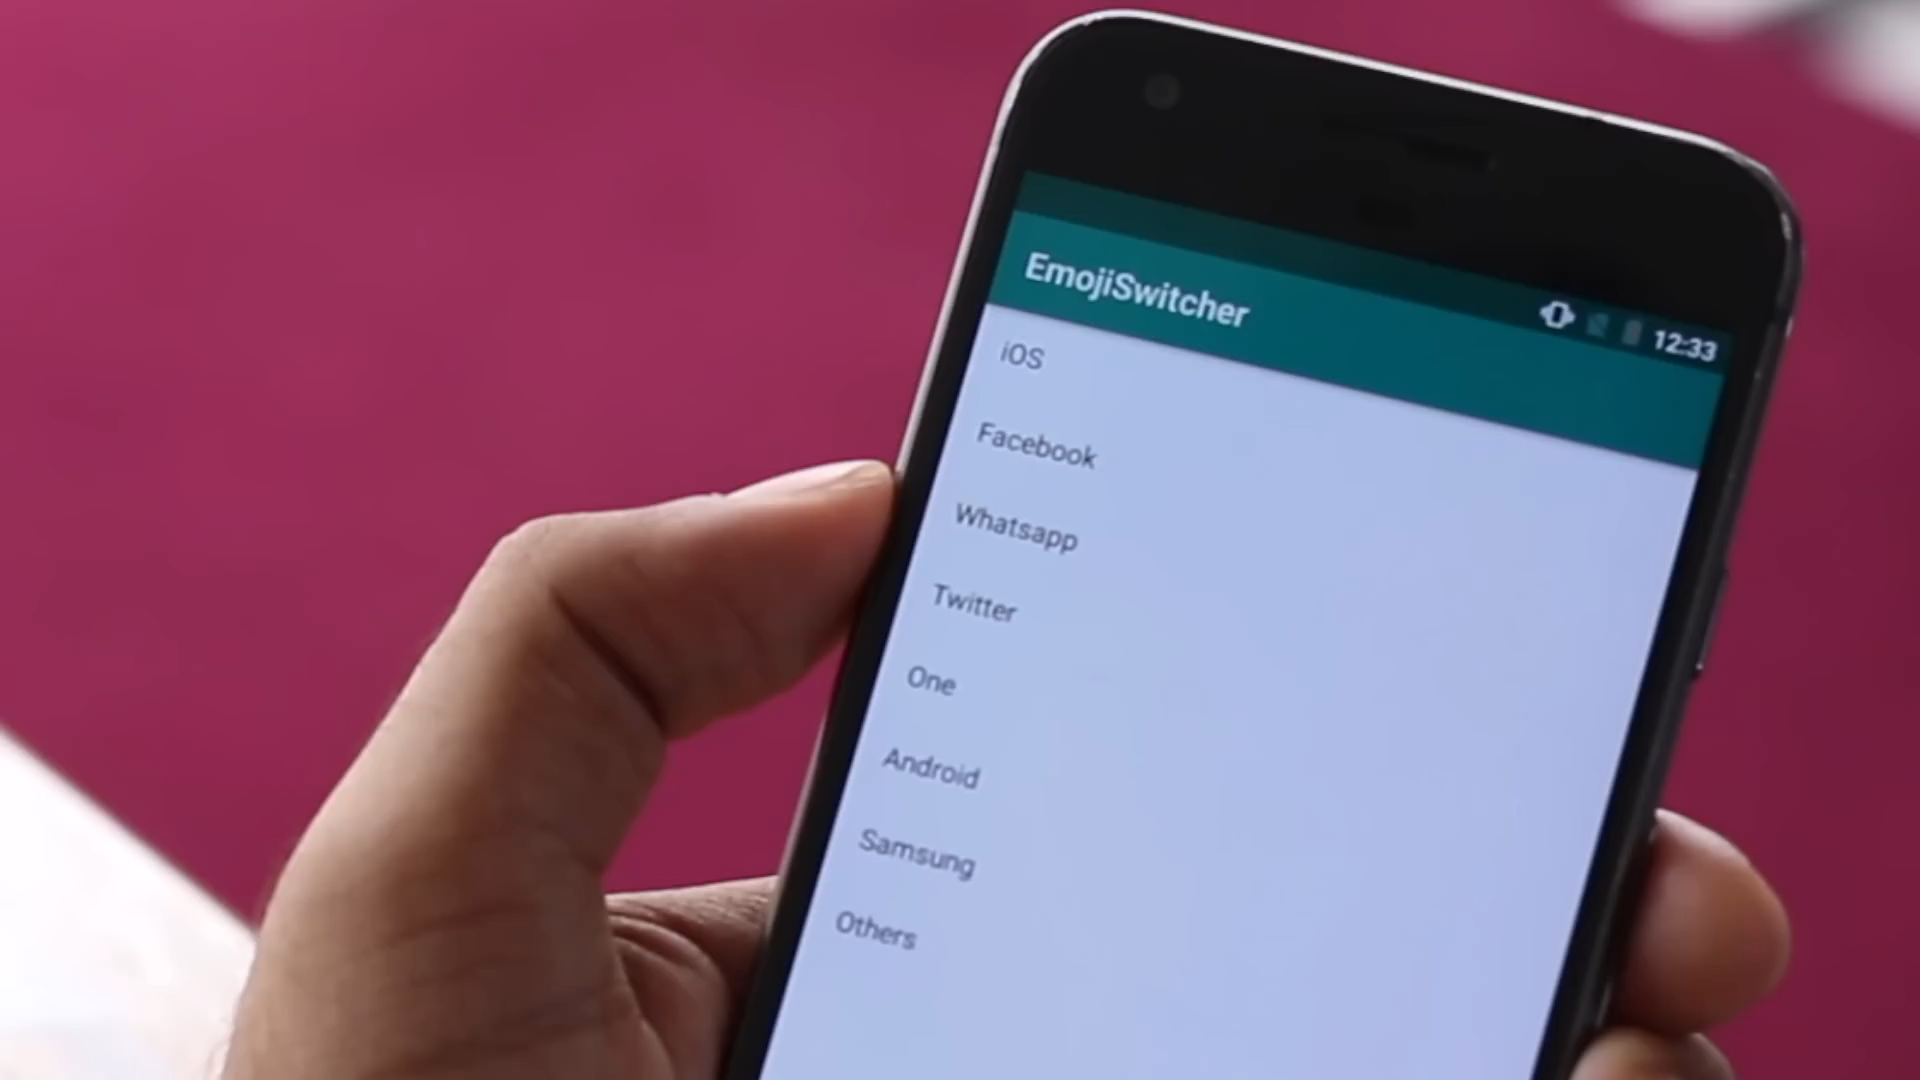 12:33
EmojiSwitcher
iOS
Facebook
Whatsapp
Twitter
One
Android
Samsung
Others